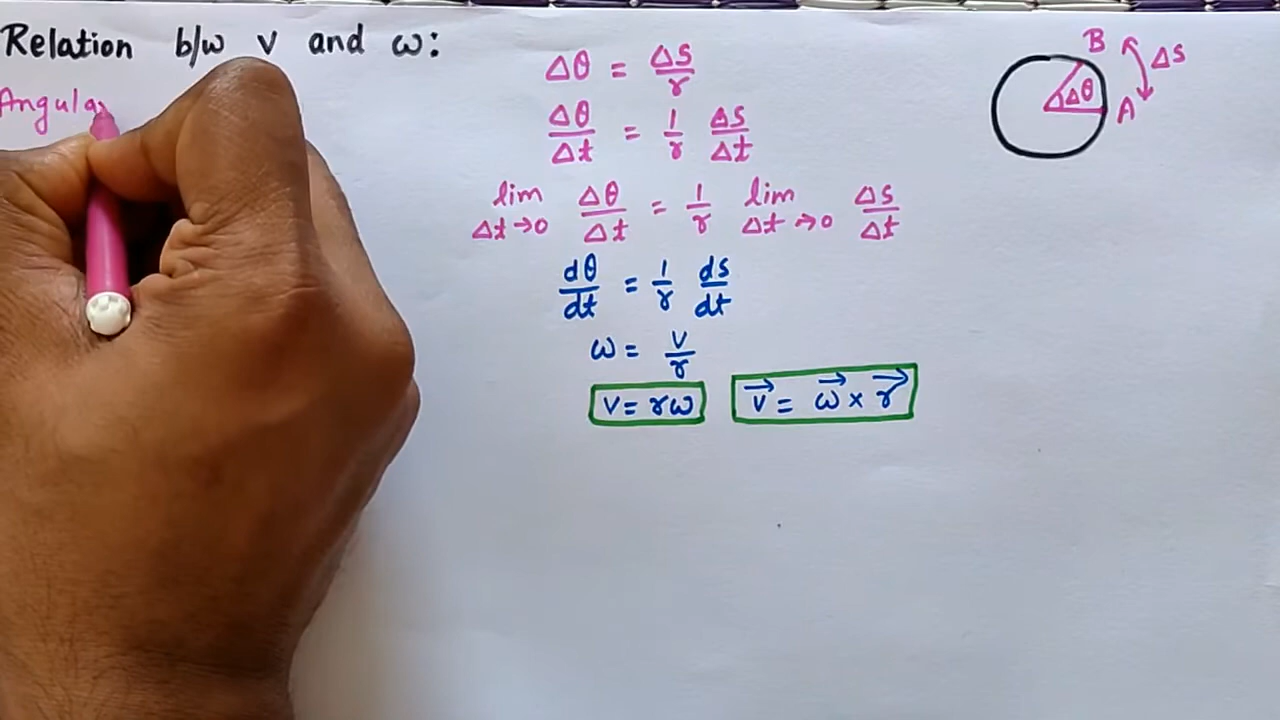 Relation b/w v and ω:
Angula
Δθ = Δs/r
Δθ/Δt = 1/r Δs/Δt
lim Δt→0 Δθ/Δt = 1/r lim Δt→0 Δs/Δt
dθ/dt = 1/r ds/dt
ω = v/r
v = rω
v⃗ = ω⃗ × r⃗
B
Δs
Δθ
A